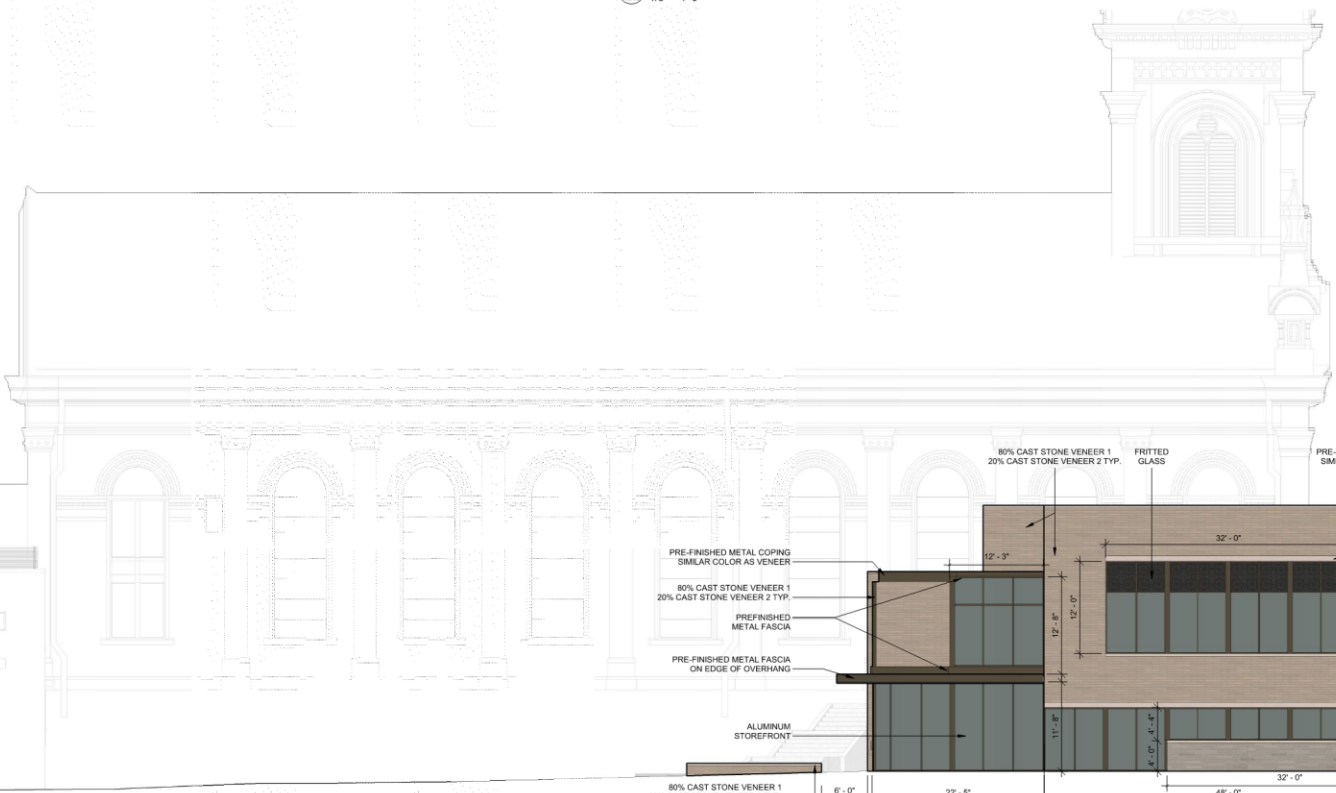 80% CAST STONE VENEER 1
20% CAST STONE VENEER 2 TYP.
FRITTED
GLASS
32' - 0"
PRE-FINISHED METAL COPING
SIMILAR COLOR AS VENEER
12' - 3"
80% CAST STONE VENEER 1
20% CAST STONE VENEER 2 TYP.
12' - 0"
12' - 8"
PREFINISHED
METAL FASCIA
PRE-FINISHED METAL FASCIA
ON EDGE OF OVERHANG
ALUMINUM
STOREFRONT
11' - 8"
4' - 4"
4' - 0"
32' - 0"
80% CAST STONE VENEER 1
6' - 0"